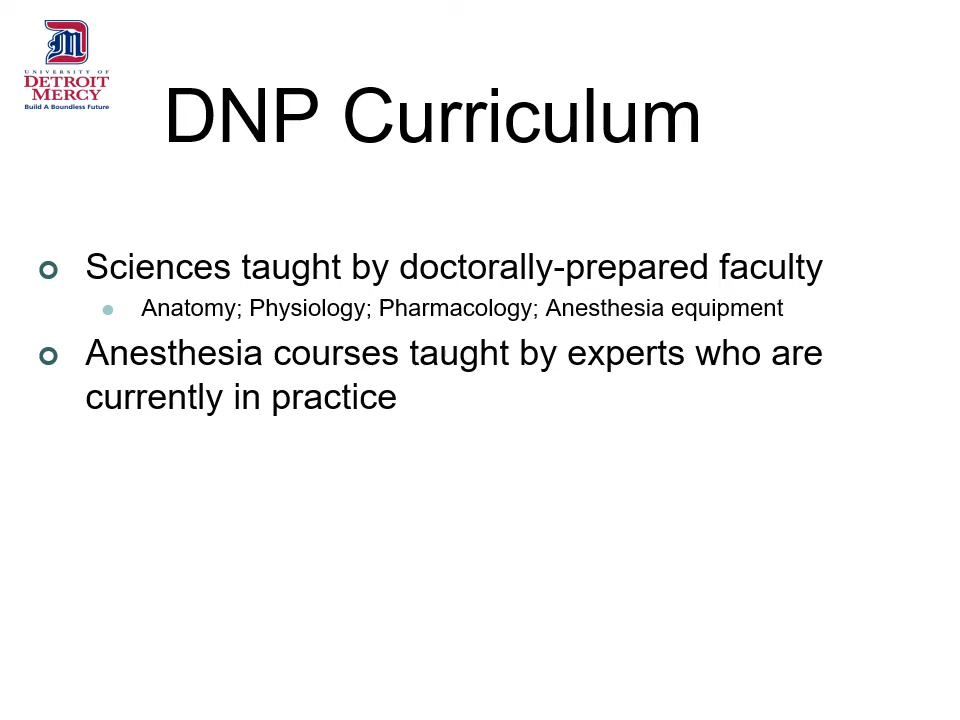 UNIVERSITY OF
DETROIT
MERCY
Build A Boundless Future
DNP Curriculum
Sciences taught by doctorally-prepared faculty
Anatomy; Physiology; Pharmacology; Anesthesia equipment
Anesthesia courses taught by experts who are
currently in practice